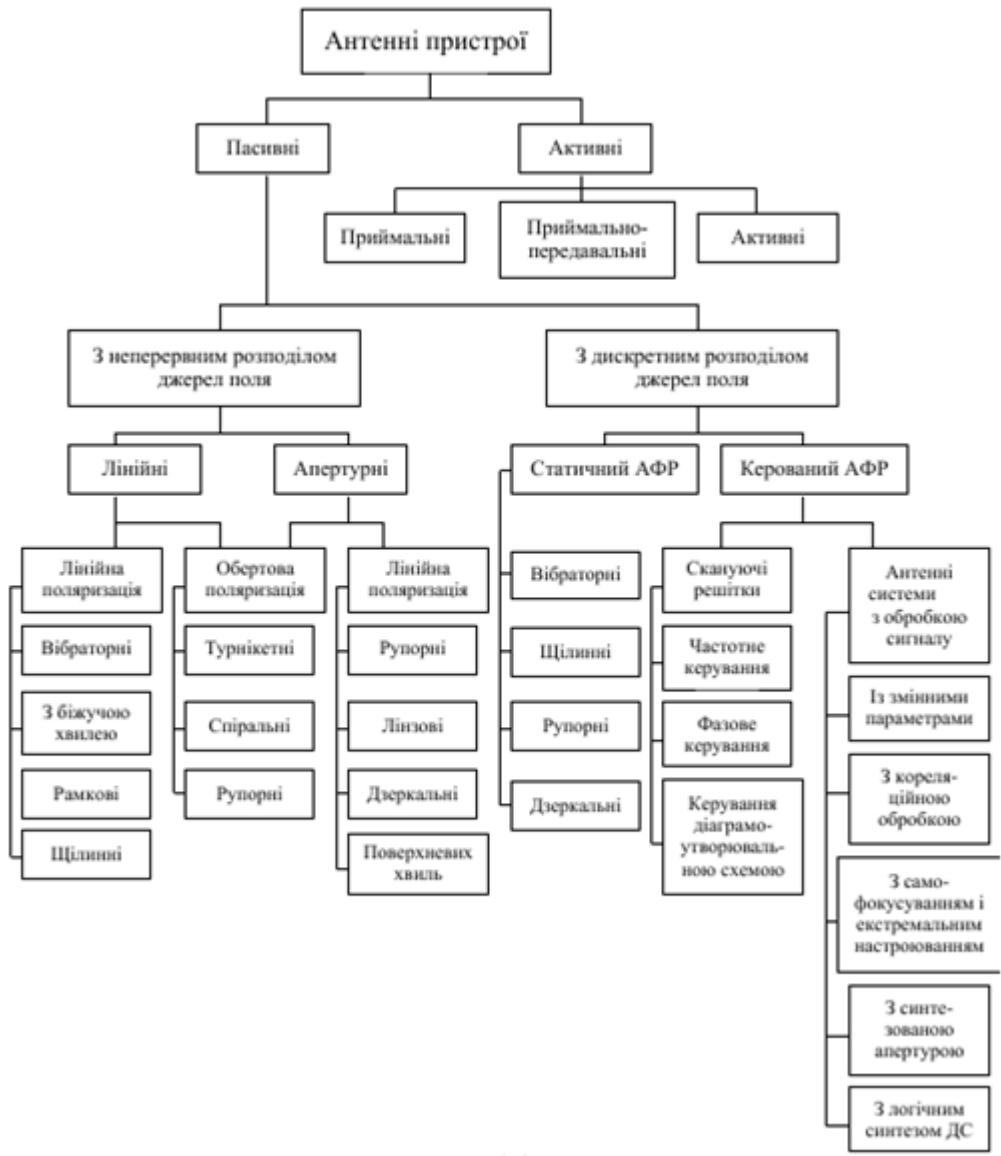 Антенні пристрої
Пасивні
Активні
Приймальні
Приймально-
передавальні
Активні
З неперервним розподілом
джерел поля
З дискретним розподілом
джерел поля
Лінійні
Апертурні
Статичний АФР
Керований АФР
Лінійна
поляризація
Вібраторні
З біжучою
хвилею
Рамкові
Щілинні
Обертова
поляризація
Турнікетні
Спіральні
Рупорні
Лінійна
поляризація
Рупорні
Лінзові
Дзеркальні
Поверхневих
хвиль
Вібраторні
Щілинні
Рупорні
Дзеркальні
Скануючі
решітки
Частотне
керування
Фазове
керування
Керування
діаграмо-
утворюваль-
ною схемою
Антенні
системи
з обробкою
сигналу
Із змінними
параметрами
З кореля-
ційною
обробкою
З само-
фокусуванням і
екстремальним
настроюванням
З синте-
зованою
апертурою
З логічним
синтезом ДС